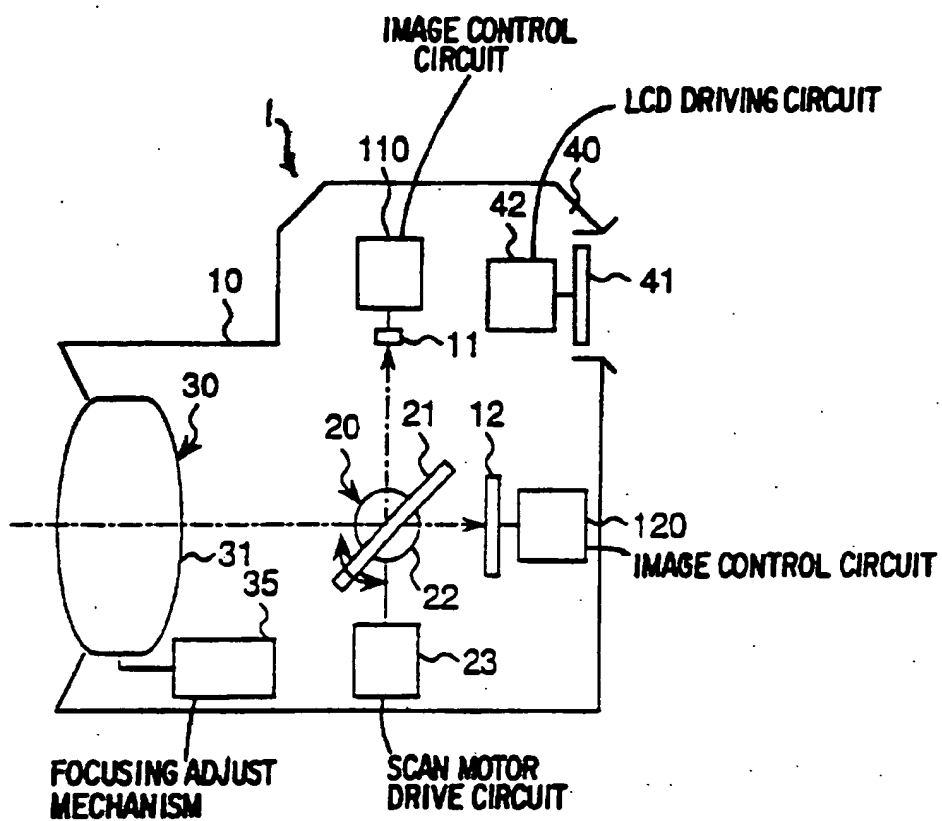 IMAGE CONTROL
CIRCUIT
LCD DRIVING CIRCUIT
1
110
40
42
10
41
11
30
21
12
20
120
31
22
IMAGE CONTROL CIRCUIT
35
23
FOCUSING ADJUST
MECHANISM
SCAN MOTOR
DRIVE CIRCUIT